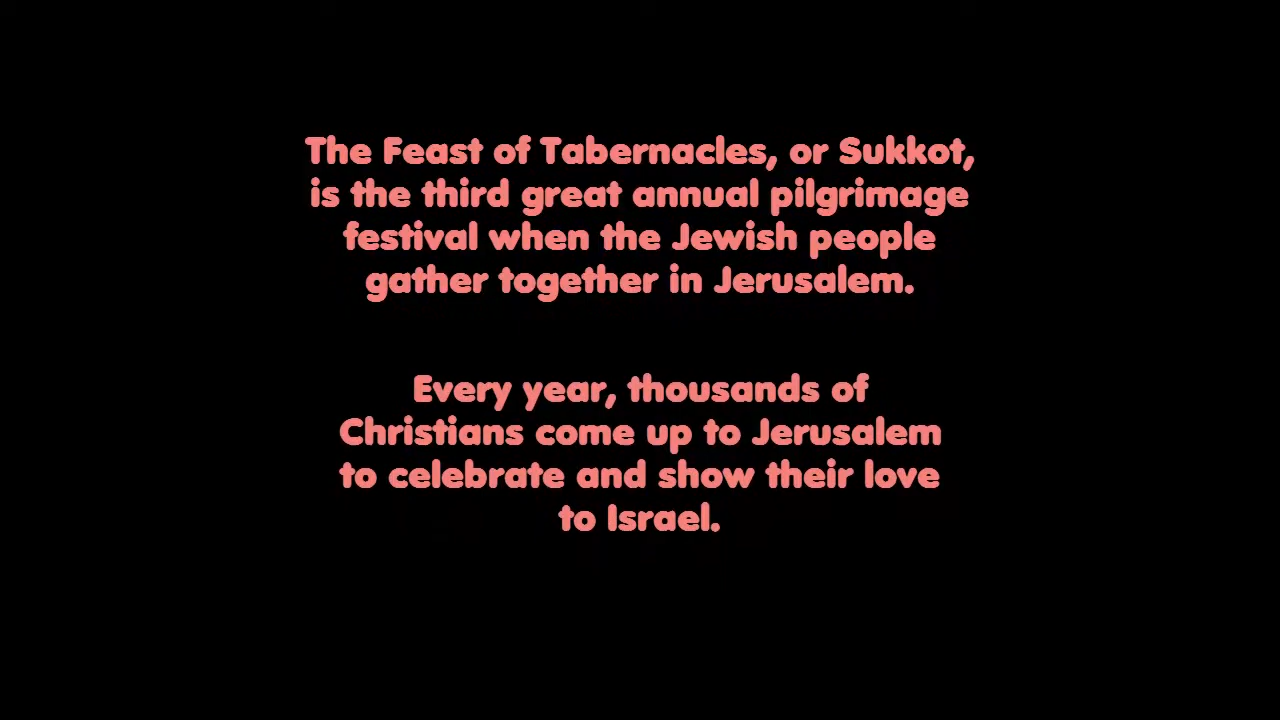 The Feast of Tabernacles, or Sukkot,
is the third great annual pilgrimage
festival when the Jewish people
gather together in Jerusalem.
Every year, thousands of
Christians come up to Jerusalem
to celebrate and show their love
to Israel.